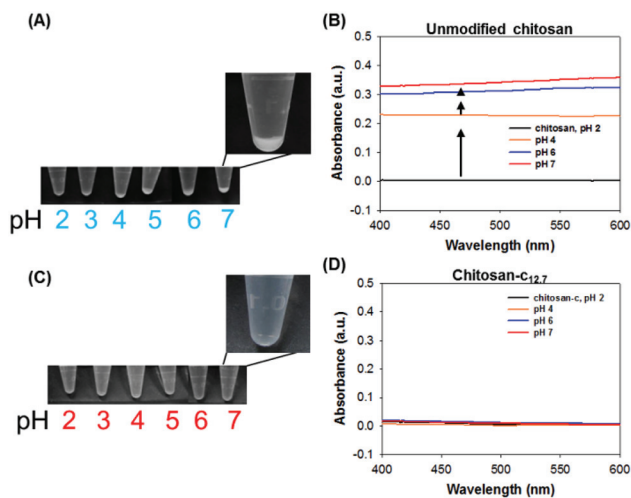 (A)
pH 2 3 4 5 6 7
(B)
Unmodified chitosan
Absorbance (a.u.)
0.5
0.4
0.3
0.2
0.1
0.0
-0.1
chitosan, pH 2
pH 4
pH 6
pH 7
400 450 500 550 600
Wavelength (nm)
(C)
1.0
pH 2 3 4 5 6 7
(D)
Chitosan-c12.7
Absorbance (a.u.)
0.5
0.4
0.3
0.2
0.1
0.0
-0.1
chitosan-c, pH 2
pH 4
pH 6
pH 7
400 450 500 550 600
Wavelength (nm)